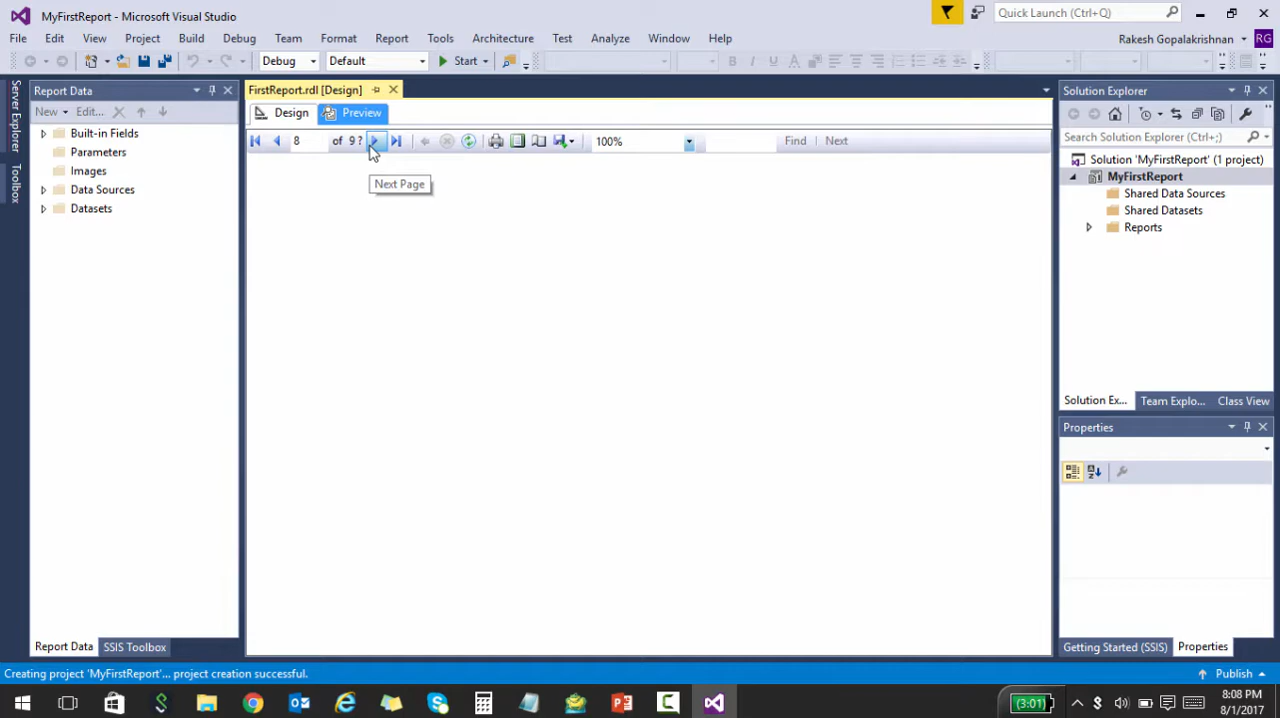 MyFirstReport - Microsoft Visual Studio
Quick Launch (Ctrl+Q)
File Edit View Project Build Debug Team Format Report Tools Architecture Test Analyze Window Help
Rakesh Gopalakrishnan RG
Debug Default Start
Server Explorer
Toolbox
Report Data
New Edit...
Built-in Fields
Parameters
Images
Data Sources
Datasets
Report Data SSIS Toolbox
FirstReport.rdl [Design]
Design Preview
8 of 9 ? 100% Find Next
Next Page
Solution Explorer
Search Solution Explorer (Ctrl+;)
Solution 'MyFirstReport' (1 project)
MyFirstReport
Shared Data Sources
Shared Datasets
Reports
Solution Ex... Team Explo... Class View
Properties
Getting Started (SSIS) Properties
Creating project 'MyFirstReport'... project creation successful.
Publish
(3:01)
8:08 PM
8/1/2017